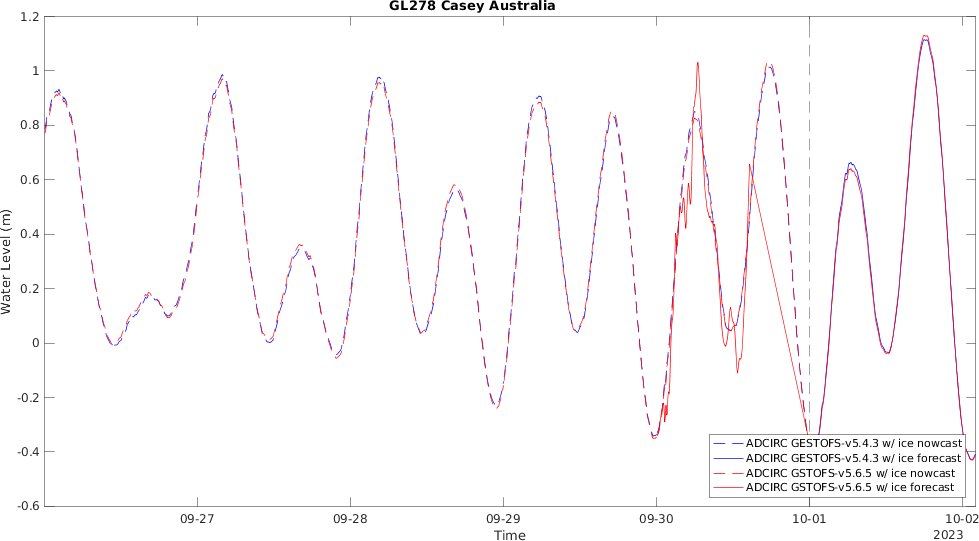 GL278 Casey Australia
1.2
1
0.8
0.6
0.4
0.2
0
-0.2
-0.4
-0.6
Water Level (m)
ADCIRC GESTOFS-v5.4.3 w/ ice nowcast
ADCIRC GESTOFS-v5.4.3 w/ ice forecast
ADCIRC GSTOFS-v5.6.5 w/ ice nowcast
ADCIRC GSTOFS-v5.6.5 w/ ice forecast
09-27 09-28 09-29 09-30 10-01 10-02
Time
2023